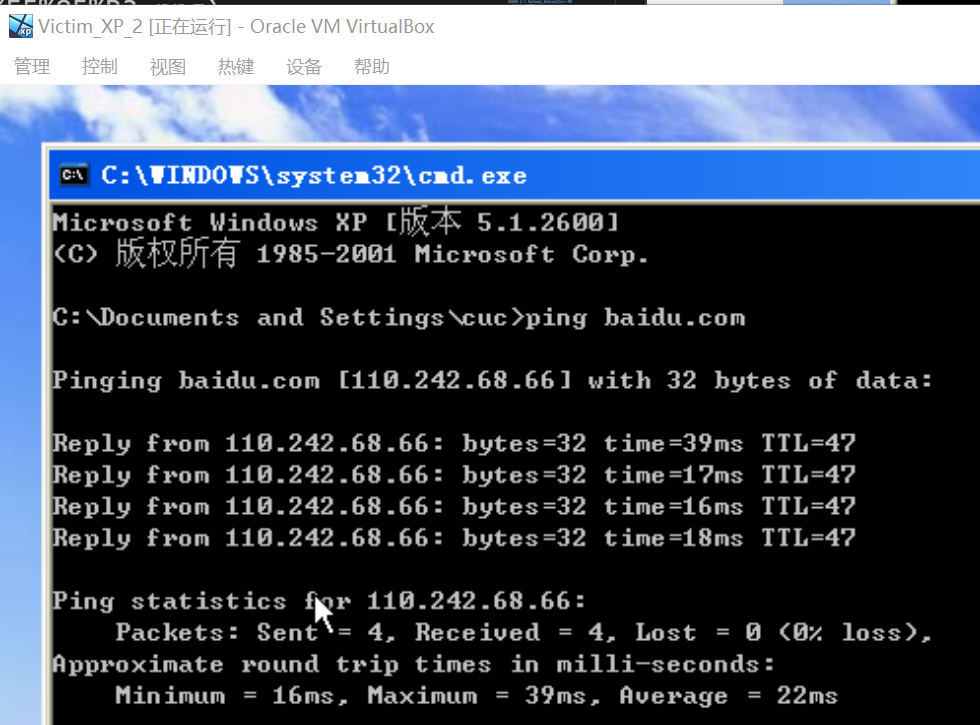 Victim_XP_2 [正在运行] - Oracle VM VirtualBox
管理 控制 视图 热键 设备 帮助
C:\WINDOWS\system32\cmd.exe
Microsoft Windows XP [版本 5.1.2600]
(C) 版权所有 1985-2001 Microsoft Corp.
C:\Documents and Settings\cuc>ping baidu.com
Pinging baidu.com [110.242.68.66] with 32 bytes of data:
Reply from 110.242.68.66: bytes=32 time=39ms TTL=47
Reply from 110.242.68.66: bytes=32 time=17ms TTL=47
Reply from 110.242.68.66: bytes=32 time=16ms TTL=47
Reply from 110.242.68.66: bytes=32 time=18ms TTL=47
Ping statistics for 110.242.68.66:
Packets: Sent = 4, Received = 4, Lost = 0 (0% loss),
Approximate round trip times in milli-seconds:
Minimum = 16ms, Maximum = 39ms, Average = 22ms